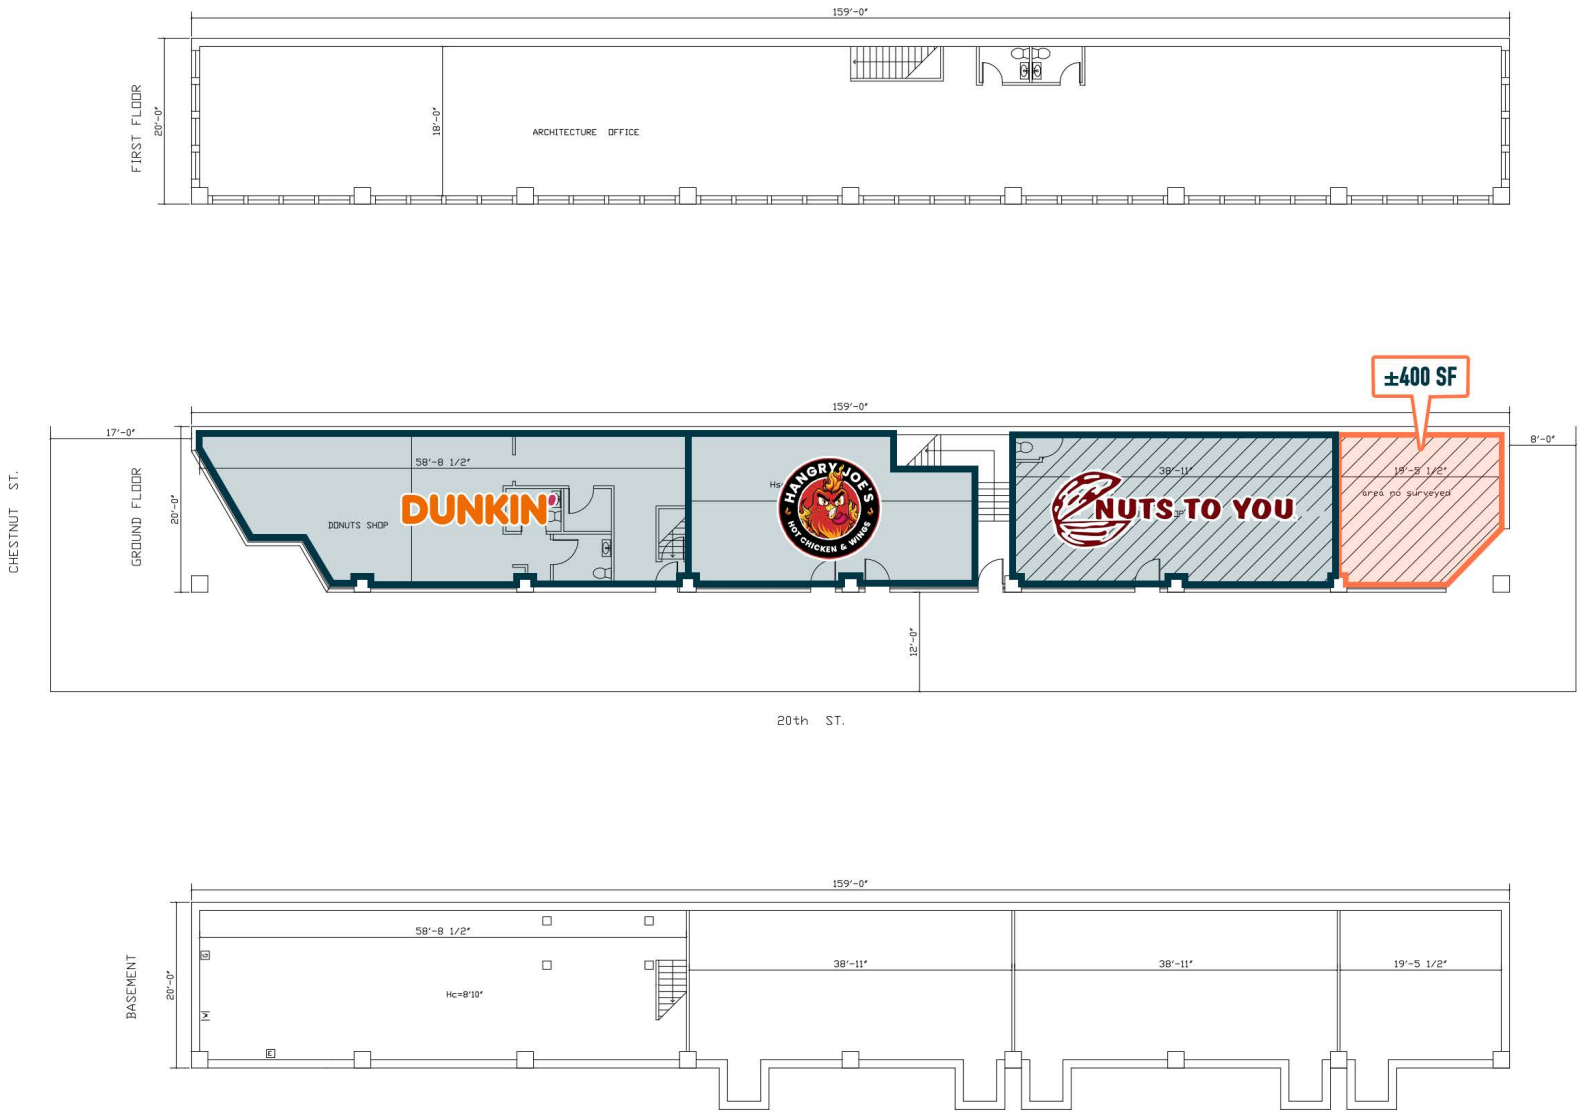 159'-0"
FIRST FLOOR
20'-0"
18'-0"
ARCHITECTURE OFFICE
±400 SF
159'-0"
17'-0"
8'-0"
CHESTNUT ST.
GROUND FLOOR
20'-0"
58'-8 1/2"
DONUTS SHOP
DUNKIN'
HANGRY JOE'S
HOT CHICKEN & WINGS
38'-11"
NUTS TO YOU
19'-5 1/2"
area no surveyed
12'-0"
20th ST.
159'-0"
BASEMENT
20'-0"
58'-8 1/2"
38'-11"
38'-11"
19'-5 1/2"
G
Hc=8'10"
W
E